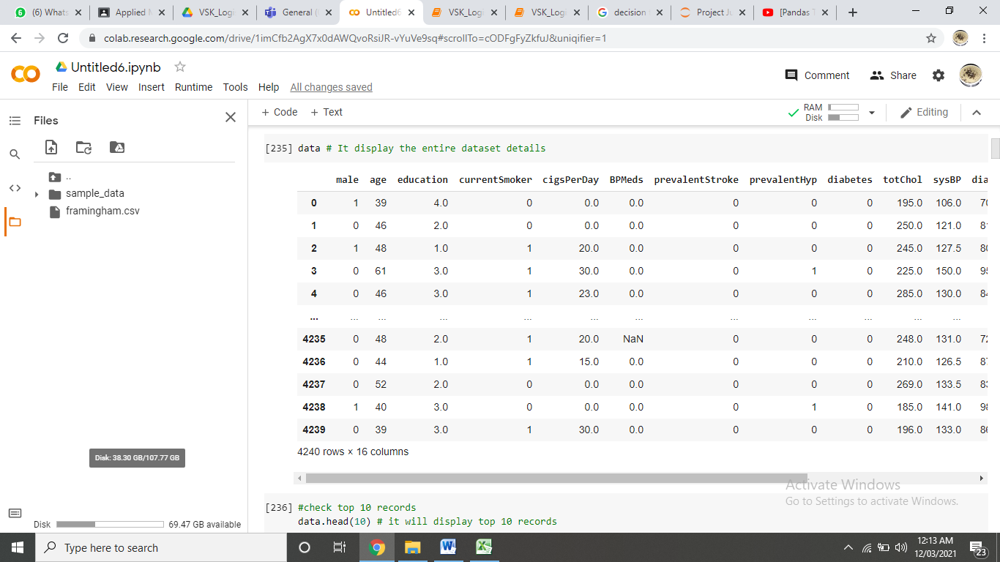 (6) Whats
Applied M
VSK_Logi
General (
Untitled6
VSK_Logi
VSK_Logi
decision
Project Ju
[Pandas T
colab.research.google.com/drive/1imCfb2AgX7x0dAWQvoRsiJR-vYuVe9sq#scrollTo=cODFgFyZkfuJ&uniqifier=1
Untitled6.ipynb
Comment
Share
File Edit View Insert Runtime Tools Help All changes saved
Files
+ Code + Text
RAM
Disk
Editing
..
sample_data
framingham.csv
[235] data # It display the entire dataset details
male age education currentSmoker cigsPerDay BPMeds prevalentStroke prevalentHyp diabetes totChol sysBP dia
0 1 39 4.0 0 0.0 0.0 0 0 0 195.0 106.0 70
1 0 46 2.0 0 0.0 0.0 0 0 0 250.0 121.0 81
2 1 48 1.0 1 20.0 0.0 0 0 0 245.0 127.5 80
3 0 61 3.0 1 30.0 0.0 0 1 0 225.0 150.0 95
4 0 46 3.0 1 23.0 0.0 0 0 0 285.0 130.0 84
... ... ... ... ... ... ... ... ... ... ... ...
4235 0 48 2.0 1 20.0 NaN 0 0 0 248.0 131.0 72
4236 0 44 1.0 1 15.0 0.0 0 0 0 210.0 126.5 87
4237 0 52 2.0 0 0.0 0.0 0 0 0 269.0 133.5 83
4238 1 40 3.0 0 0.0 0.0 0 1 0 185.0 141.0 98
4239 0 39 3.0 1 30.0 0.0 0 0 0 196.0 133.0 86
4240 rows × 16 columns
Disk: 38.30 GB/107.77 GB
[236] #check top 10 records
data.head(10) # it will display top 10 records
Activate Windows
Go to Settings to activate Windows.
Disk 69.47 GB available
Type here to search
12:13 AM
12/03/2021
23